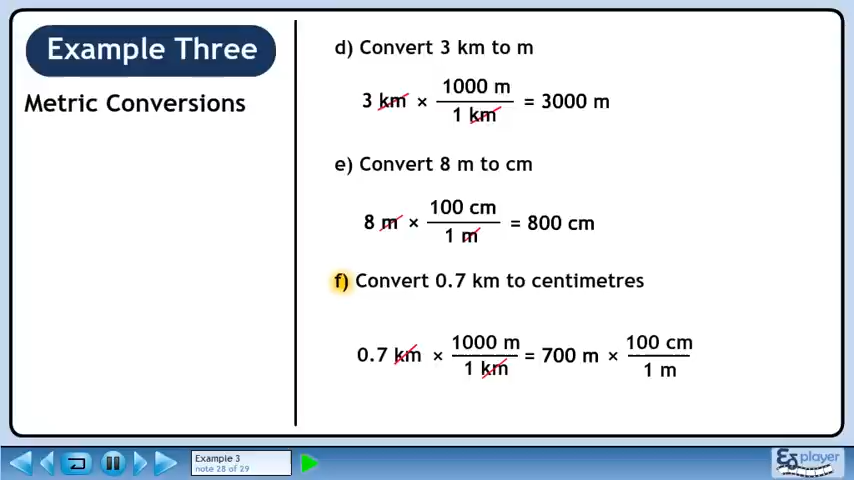 Example Three
Metric Conversions
d) Convert 3 km to m
3 km × 1000 m / 1 km = 3000 m
e) Convert 8 m to cm
8 m × 100 cm / 1 m = 800 cm
f) Convert 0.7 km to centimetres
0.7 km × 1000 m / 1 km = 700 m × 100 cm / 1 m
Example 3
note 28 of 29
player